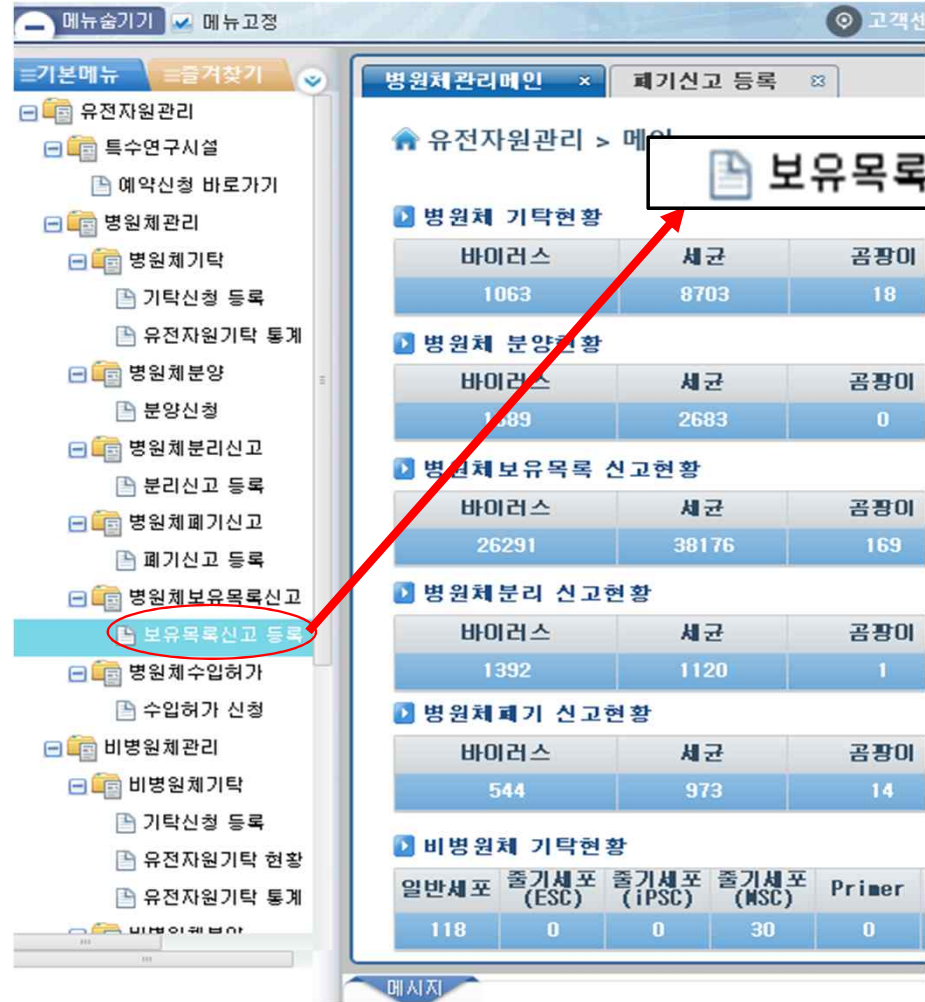 메뉴숨기기 메뉴고정
고객센
기본메뉴 즐겨찾기
유전자원관리
특수연구시설
예약신청 바로가기
병원체관리
병원체기탁
기탁신청 등록
유전자원기탁 통계
병원체분양
분양신청
병원체분리신고
분리신고 등록
병원체폐기신고
폐기신고 등록
병원체보유목록신고
보유목록신고 등록
병원체수입허가
수입허가 신청
비병원체관리
비병원체기탁
기탁신청 등록
유전자원기탁 현황
유전자원기탁 통계
병원체관리메인 폐기신고 등록
유전자원관리 > 메인
보유목록
병원체 기탁현황
바이러스 세균 곰팡이
1063 8703 18
병원체 분양현황
바이러스 세균 곰팡이
2683 0
병원체보유목록 신고현황
바이러스 세균 곰팡이
26291 38176 169
병원체분리 신고현황
바이러스 세균 곰팡이
1392 1120 1
병원체폐기 신고현황
바이러스 세균 곰팡이
544 973 14
비병원체 기탁현황
일반세포 줄기세포(ESC) 줄기세포(iPSC) 줄기세포(MSC) Primer
118 0 0 30 0
메시지